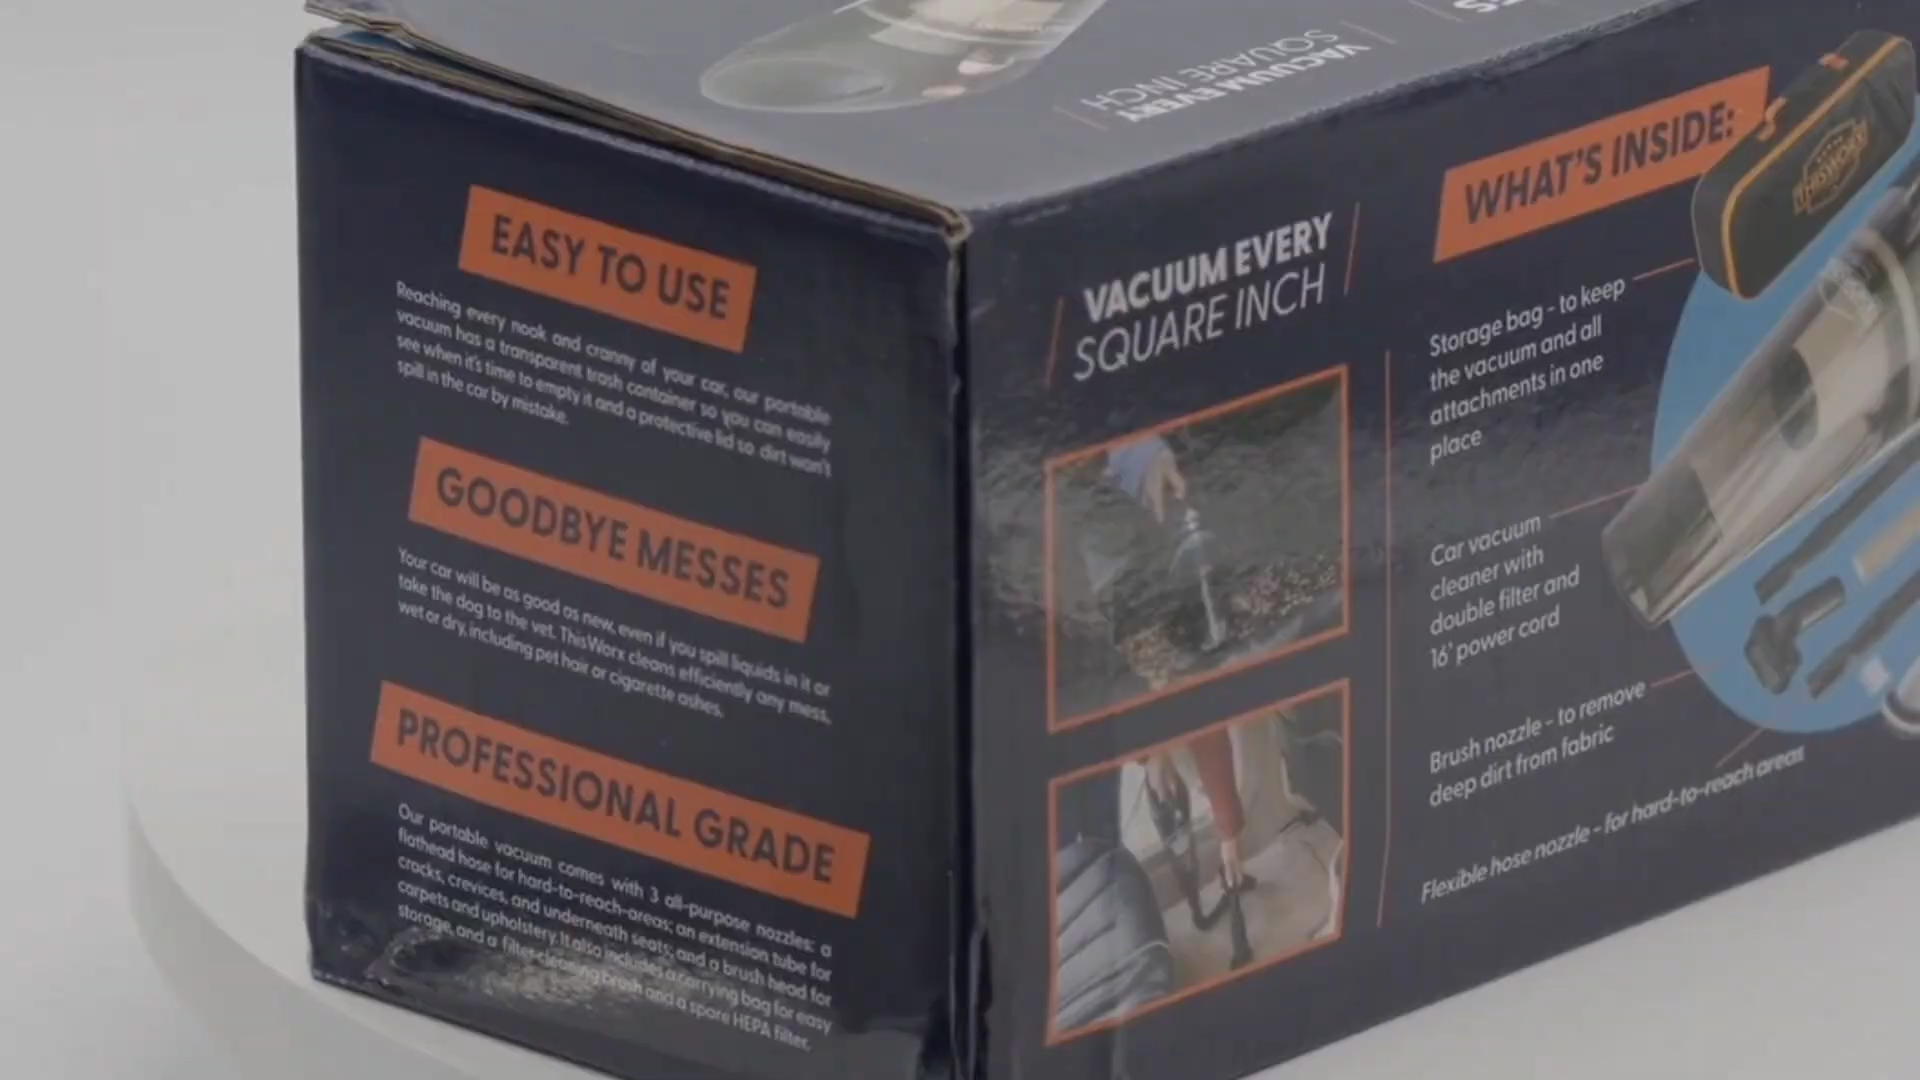 VACUUM EVERY
SQUARE INCH
EASY TO USE
Reaching every nook and cranny of your car, our portable
vacuum has a transparent trash container so you can easily
see when it's time to empty it and a protective lid so dirt won't
spill in the car by mistake.
GOODBYE MESSES
Your car will be as good as new, even if you spill liquids in it or
take the dog to the vet. ThisWorx cleans efficiently any mess,
wet or dry, including pet hair or cigarette ashes.
PROFESSIONAL GRADE
Our portable vacuum comes with 3 all-purpose nozzles: a
flathead hose for hard-to-reach-areas; an extension tube for
cracks, crevices, and underneath seats; and a brush head for
carpets and upholstery. It also includes a carrying bag for easy
storage, and a filter-cleaning brush and a spare HEPA filter.
VACUUM EVERY
SQUARE INCH
WHAT'S INSIDE:
THISWORX
Storage bag - to keep
the vacuum and all
attachments in one
place
Car vacuum
cleaner with
double filter and
16' power cord
Brush nozzle - to remove
deep dirt from fabric
Flexible hose nozzle - for hard-to-reach areas